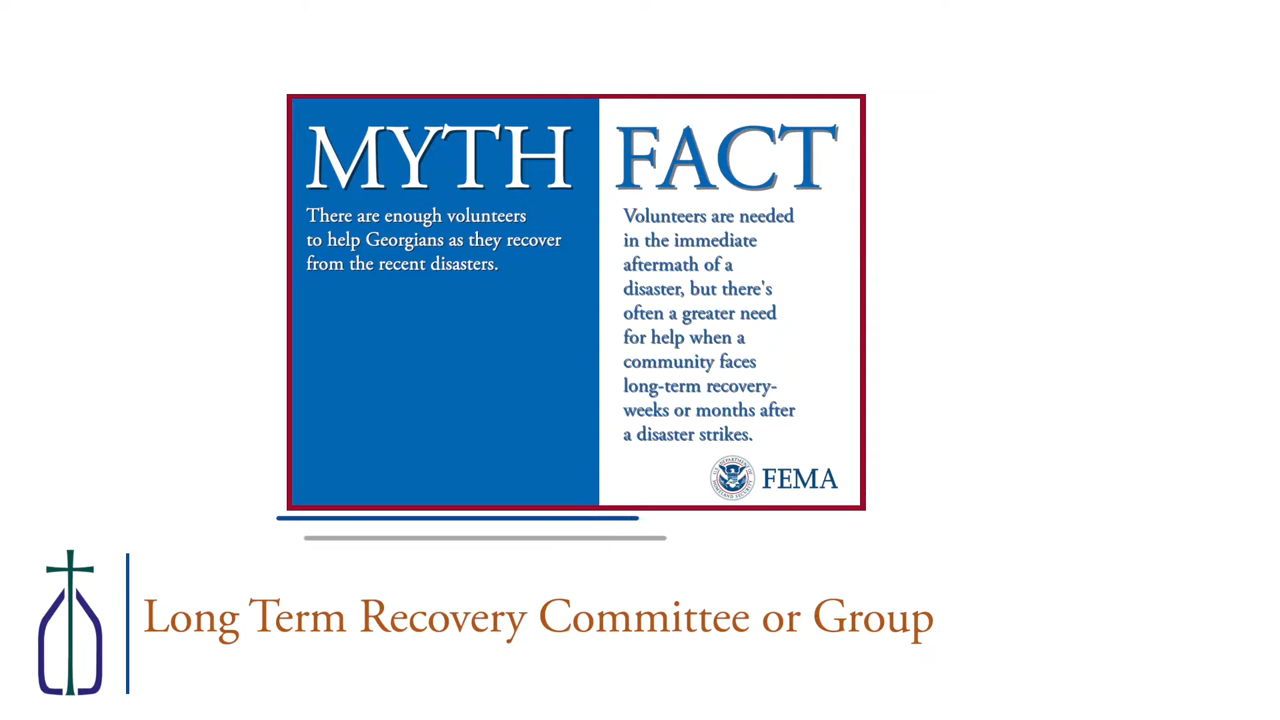 MYTH
There are enough volunteers
to help Georgians as they recover
from the recent disasters.
FACT
Volunteers are needed
in the immediate
aftermath of a
disaster, but there's
often a greater need
for help when a
community faces
long-term recovery-
weeks or months after
a disaster strikes.
FEMA
Long Term Recovery Committee or Group